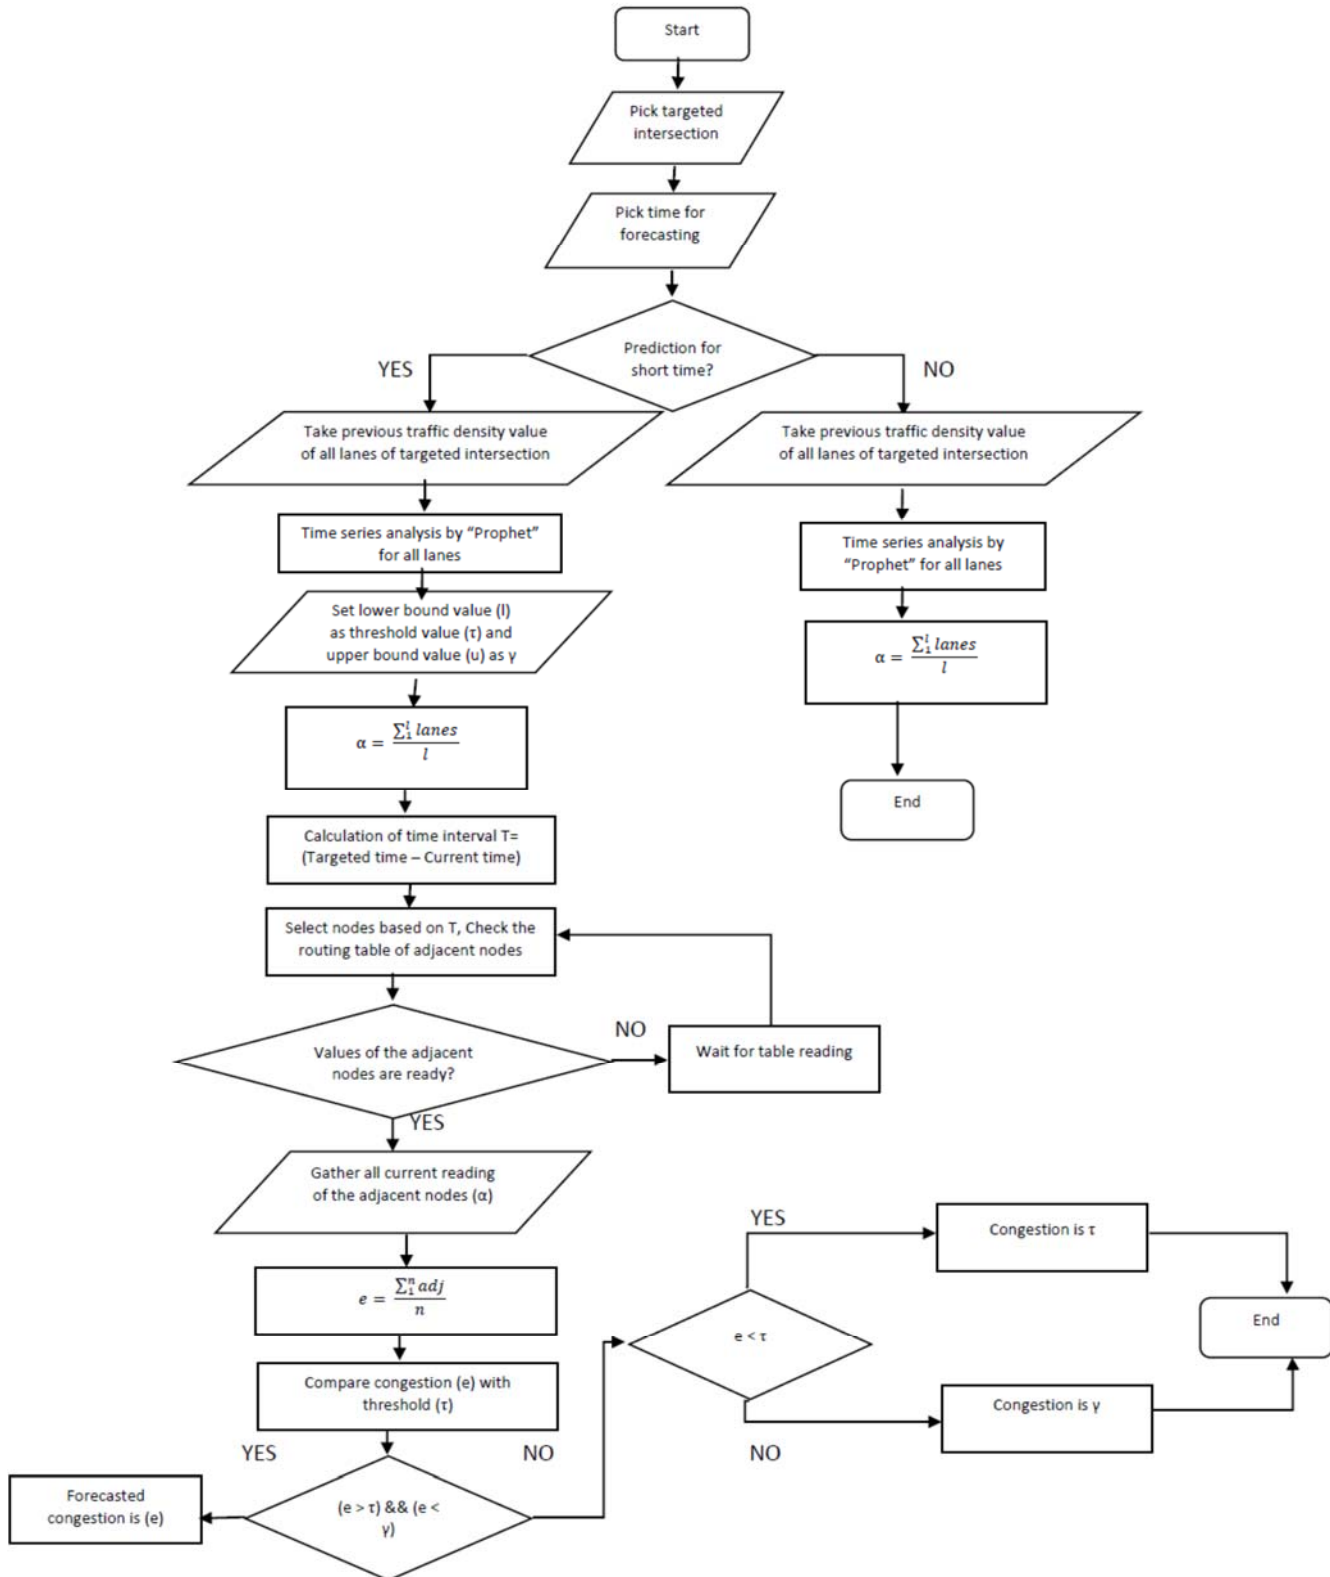 Start
Pick targeted
intersection
Pick time for
forecasting
Prediction for
short time?
YES
NO
Take previous traffic density value
of all lanes of targeted intersection
Take previous traffic density value
of all lanes of targeted intersection
Time series analysis by “Prophet”
for all lanes
Time series analysis by
“Prophet” for all lanes
Set lower bound value (l)
as threshold value (τ) and
upper bound value (u) as γ
α = ∑₁ˡ lanes / l
α = ∑₁ˡ lanes / l
End
Calculation of time interval T=
(Targeted time – Current time)
Select nodes based on T, Check the
routing table of adjacent nodes
Values of the adjacent
nodes are ready?
NO
Wait for table reading
YES
Gather all current reading
of the adjacent nodes (α)
e = ∑₁ⁿ adj / n
Compare congestion (e) with
threshold (τ)
YES
NO
(e > τ) && (e <
γ)
Forecasted
congestion is (e)
e < τ
YES
Congestion is τ
NO
Congestion is γ
End